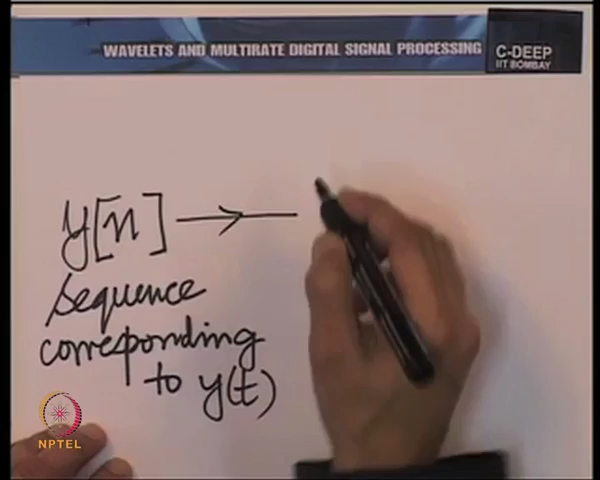 WAVELETS AND MULTIRATE DIGITAL SIGNAL PROCESSING
C-DEEP
IIT BOMBAY
y[n]
sequence
corresponding
to y(t)
NPTEL